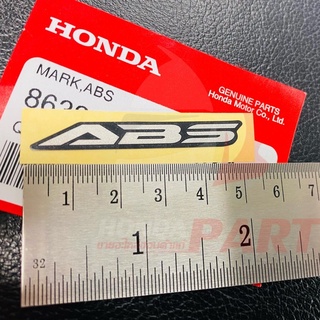 HONDA
GENUINE PARTS
Honda Motor Co., Ltd.
MARK,ABS
ABS
1 2 3 4 5 6 7
1 2
32
PART